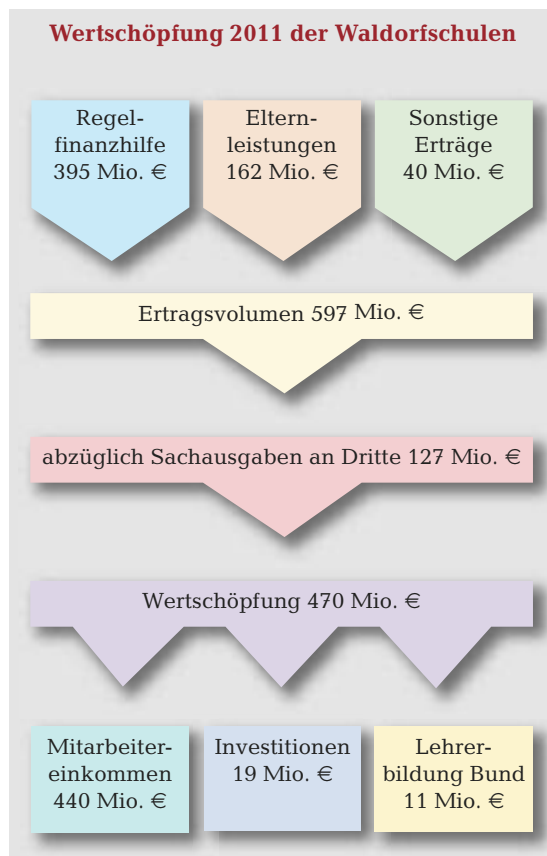 Wertschöpfung 2011 der Waldorfschulen
Regel-
finanzhilfe
395 Mio. €
Eltern-
leistungen
162 Mio. €
Sonstige
Erträge
40 Mio. €
Ertragsvolumen 597 Mio. €
abzüglich Sachausgaben an Dritte 127 Mio. €
Wertschöpfung 470 Mio. €
Mitarbeiter-
einkommen
440 Mio. €
Investitionen
19 Mio. €
Lehrer-
bildung Bund
11 Mio. €